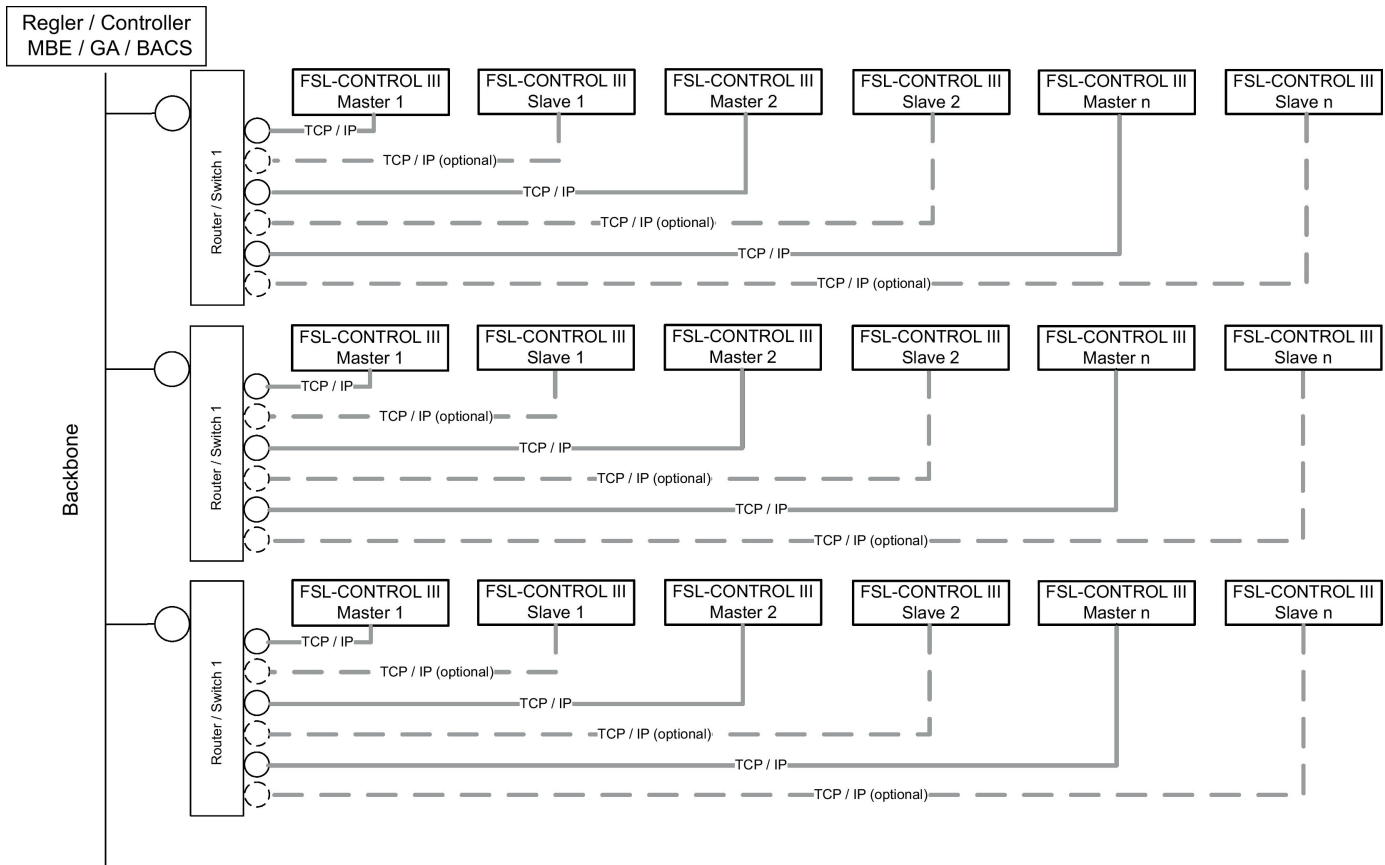 Regler / Controller
MBE / GA / BACS
Backbone
Router / Switch 1
FSL-CONTROL III
Master 1
FSL-CONTROL III
Slave 1
FSL-CONTROL III
Master 2
FSL-CONTROL III
Slave 2
FSL-CONTROL III
Master n
FSL-CONTROL III
Slave n
TCP / IP
TCP / IP (optional)
TCP / IP
TCP / IP (optional)
TCP / IP
TCP / IP (optional)
Router / Switch 1
FSL-CONTROL III
Master 1
FSL-CONTROL III
Slave 1
FSL-CONTROL III
Master 2
FSL-CONTROL III
Slave 2
FSL-CONTROL III
Master n
FSL-CONTROL III
Slave n
TCP / IP
TCP / IP (optional)
TCP / IP
TCP / IP (optional)
TCP / IP
TCP / IP (optional)
Router / Switch 1
FSL-CONTROL III
Master 1
FSL-CONTROL III
Slave 1
FSL-CONTROL III
Master 2
FSL-CONTROL III
Slave 2
FSL-CONTROL III
Master n
FSL-CONTROL III
Slave n
TCP / IP
TCP / IP (optional)
TCP / IP
TCP / IP (optional)
TCP / IP
TCP / IP (optional)